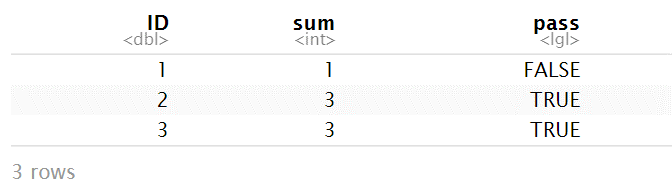 ID sum pass
<dbl> <int> <lgl>
1 1 FALSE
2 3 TRUE
3 3 TRUE
3 rows